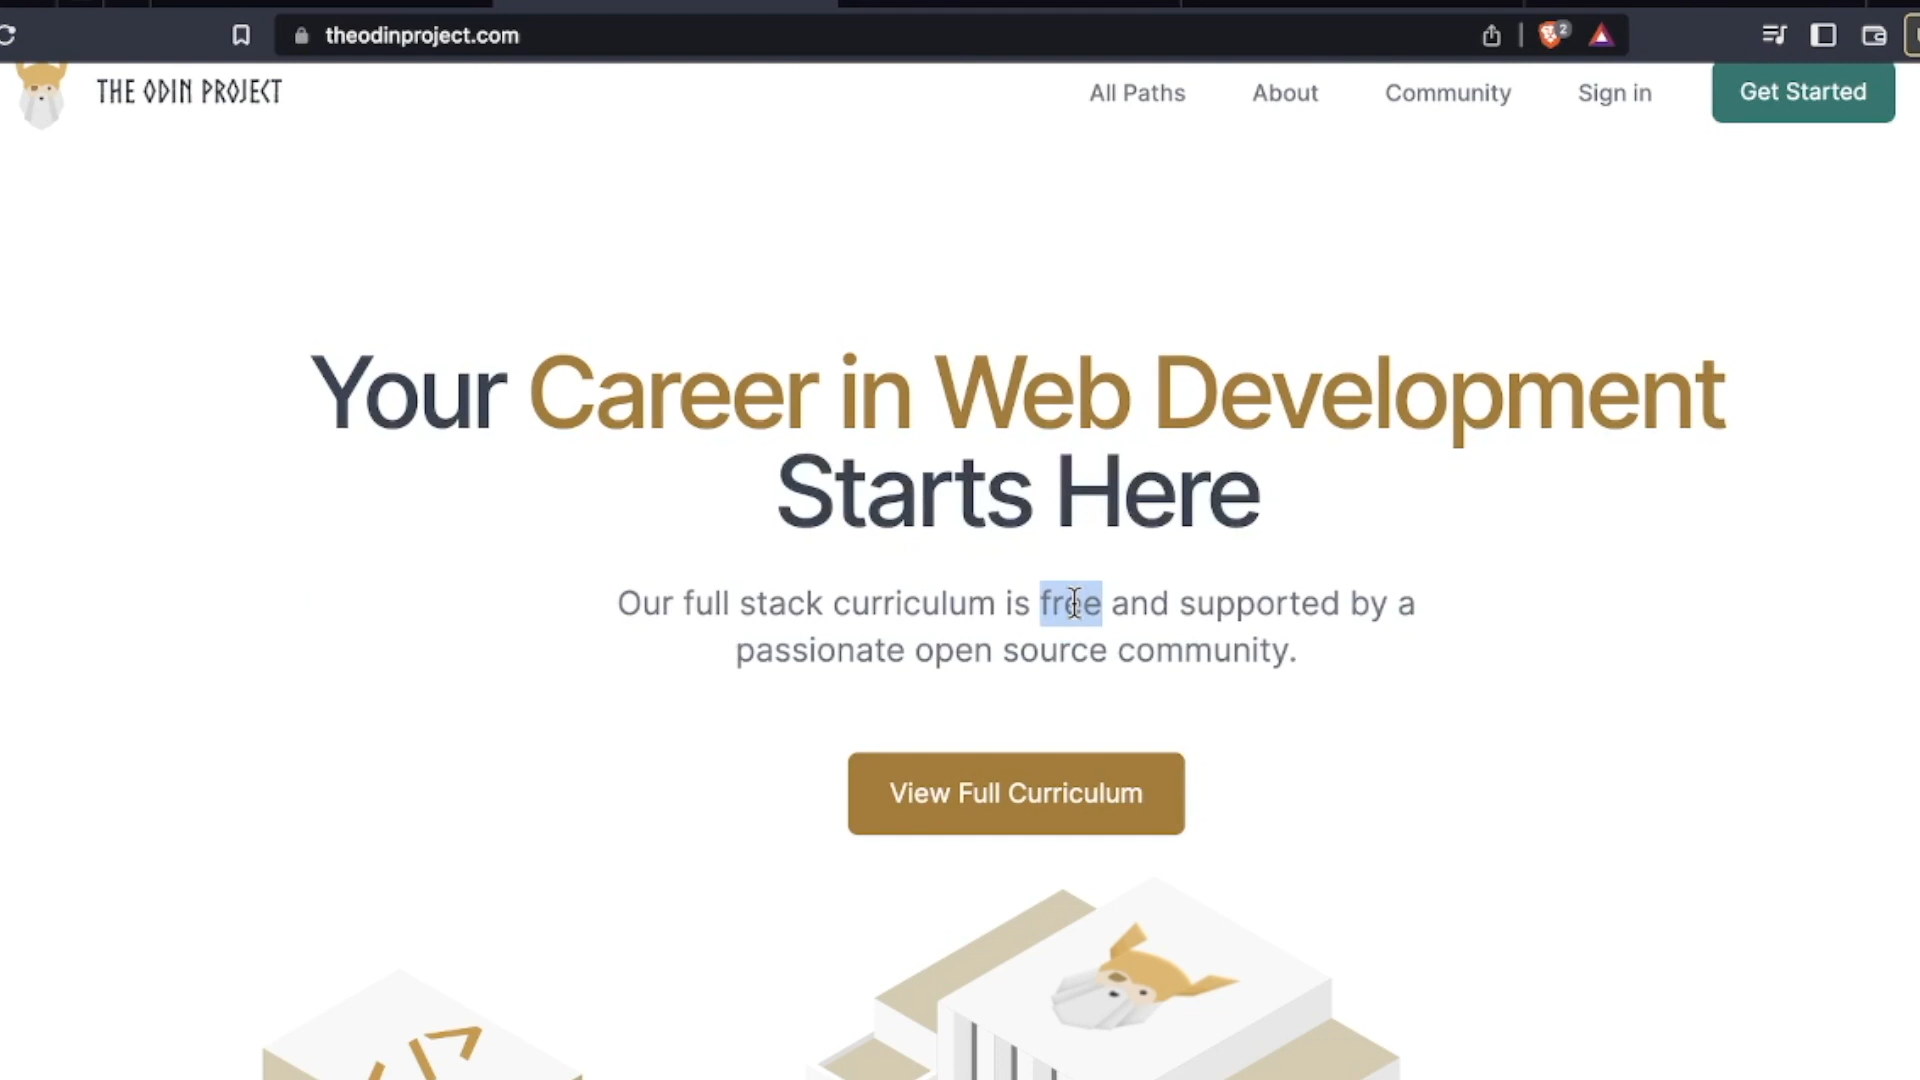 theodinproject.com
2
THE ODIN PROJECT
All Paths
About
Community
Sign in
Get Started
Your Career in Web Development
Starts Here
Our full stack curriculum is free and supported by a
passionate open source community.
View Full Curriculum